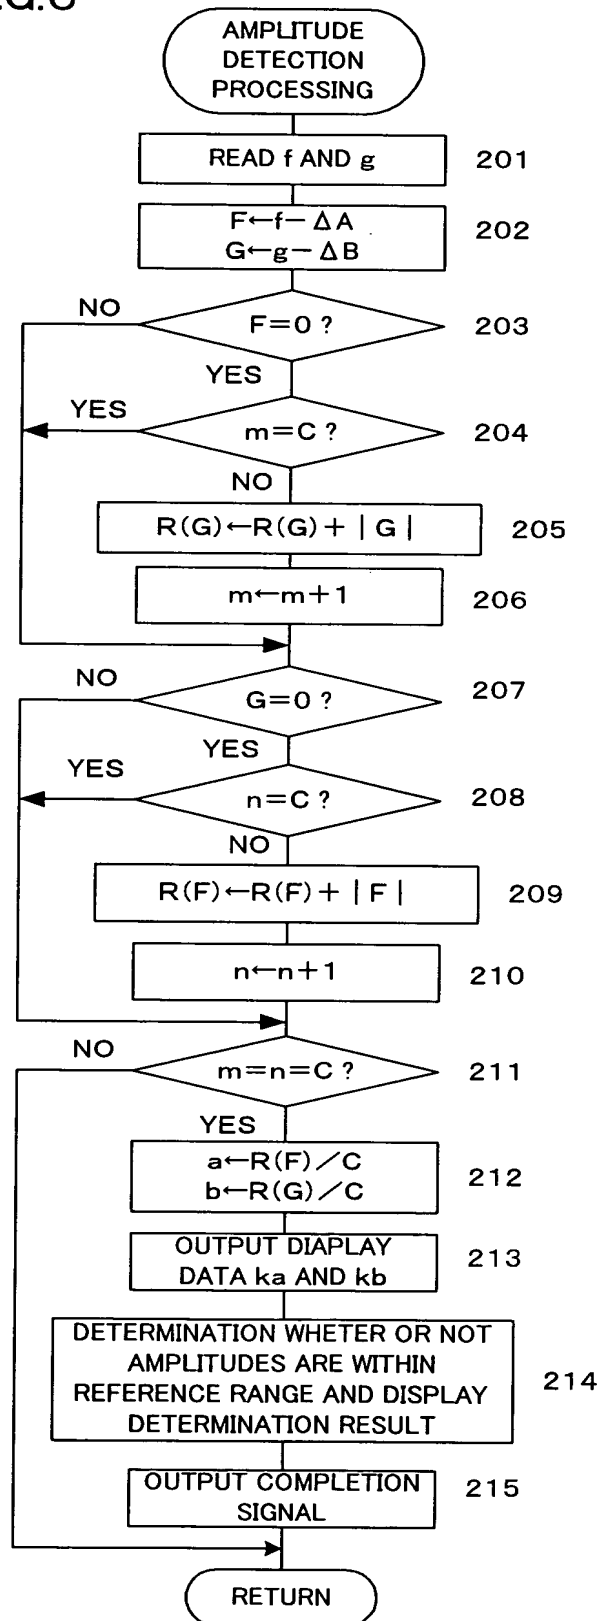 AMPLITUDE
DETECTION
PROCESSING
READ f AND g
201
F←f−ΔA
G←g−ΔB
202
NO
F=0 ?
203
YES
YES
m=C ?
204
NO
R(G)←R(G)+|G|
205
m←m+1
206
NO
G=0 ?
207
YES
YES
n=C ?
208
NO
R(F)←R(F)+|F|
209
n←n+1
210
NO
m=n=C ?
211
YES
a←R(F)/C
b←R(G)/C
212
OUTPUT DIAPLAY
DATA ka AND kb
213
DETERMINATION WHETER OR NOT
AMPLITUDES ARE WITHIN
REFERENCE RANGE AND DISPLAY
DETERMINATION RESULT
214
OUTPUT COMPLETION
SIGNAL
215
RETURN